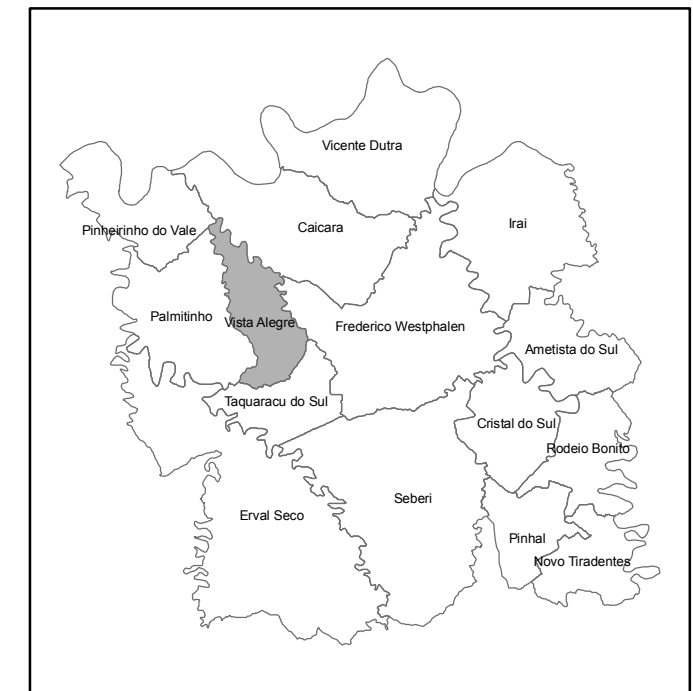 Vicente Dutra
Irai
Caicara
Pinheirinho do Vale
Palmitinho
Vista Alegre
Frederico Westphalen
Ametista do Sul
Taquaracu do Sul
Cristal do Sul
Rodeio Bonito
Seberi
Erval Seco
Pinhal
Novo Tiradentes